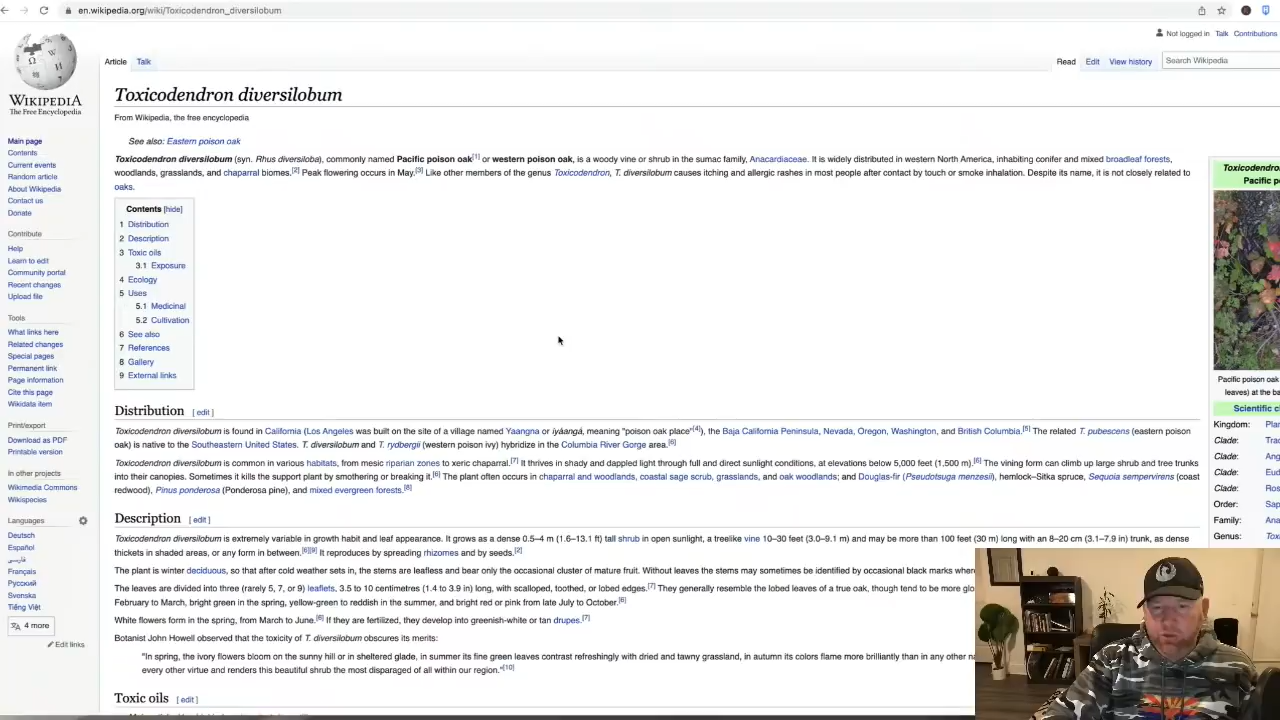 en.wikipedia.org/wiki/Toxicodendron_diversilobum
Not logged in Talk Contributions
WIKIPEDIA
The Free Encyclopedia
Article Talk
Read Edit View history Search Wikipedia
Main page
Contents
Current events
Random article
About Wikipedia
Contact us
Donate
Contribute
Help
Learn to edit
Community portal
Recent changes
Upload file
Tools
What links here
Related changes
Special pages
Permanent link
Page information
Cite this page
Wikidata item
Print/export
Download as PDF
Printable version
In other projects
Wikimedia Commons
Wikispecies
Languages
Deutsch
Español
فارسی
Français
Русский
Svenska
Tiếng Việt
4 more
Edit links
Toxicodendron diversilobum
From Wikipedia, the free encyclopedia
See also: Eastern poison oak
Toxicodendron diversilobum (syn. Rhus diversiloba), commonly named Pacific poison oak[1] or western poison oak, is a woody vine or shrub in the sumac family, Anacardiaceae. It is widely distributed in western North America, inhabiting conifer and mixed broadleaf forests,
woodlands, grasslands, and chaparral biomes.[2] Peak flowering occurs in May.[3] Like other members of the genus Toxicodendron, T. diversilobum causes itching and allergic rashes in most people after contact by touch or smoke inhalation. Despite its name, it is not closely related to
oaks.
Contents [hide]
1 Distribution
2 Description
3 Toxic oils
3.1 Exposure
4 Ecology
5 Uses
5.1 Medicinal
5.2 Cultivation
6 See also
7 References
8 Gallery
9 External links
Distribution [ edit ]
Toxicodendron diversilobum is found in California (Los Angeles was built on the site of a village named Yaangna or iyáangá, meaning "poison oak place"[4]), the Baja California Peninsula, Nevada, Oregon, Washington, and British Columbia.[5] The related T. pubescens (eastern poison
oak) is native to the Southeastern United States. T. diversilobum and T. rydbergii (western poison ivy) hybridize in the Columbia River Gorge area.[6]
Toxicodendron diversilobum is common in various habitats, from mesic riparian zones to xeric chaparral.[7] It thrives in shady and dappled light through full and direct sunlight conditions, at elevations below 5,000 feet (1,500 m).[6] The vining form can climb up large shrub and tree trunks
into their canopies. Sometimes it kills the support plant by smothering or breaking it.[6] The plant often occurs in chaparral and woodlands, coastal sage scrub, grasslands, and oak woodlands; and Douglas-fir (Pseudotsuga menziesii), hemlock–Sitka spruce, Sequoia sempervirens (coast
redwood), Pinus ponderosa (Ponderosa pine), and mixed evergreen forests.[8]
Description [ edit ]
Toxicodendron diversilobum is extremely variable in growth habit and leaf appearance. It grows as a dense 0.5–4 m (1.6–13.1 ft) tall shrub in open sunlight, a treelike vine 10–30 feet (3.0–9.1 m) and may be more than 100 feet (30 m) long with an 8–20 cm (3.1–7.9 in) trunk, as dense
thickets in shaded areas, or any form in between.[6][9] It reproduces by spreading rhizomes and by seeds.[2]
The plant is winter deciduous, so that after cold weather sets in, the stems are leafless and bear only the occasional cluster of mature fruit. Without leaves the stems may sometimes be identified by occasional black marks wher
The leaves are divided into three (rarely 5, 7, or 9) leaflets, 3.5 to 10 centimetres (1.4 to 3.9 in) long, with scalloped, toothed, or lobed edges.[7] They generally resemble the lobed leaves of a true oak, though tend to be more glo
February to March, bright green in the spring, yellow-green to reddish in the summer, and bright red or pink from late July to October.[6]
White flowers form in the spring, from March to June.[6] If they are fertilized, they develop into greenish-white or tan drupes.[7]
Botanist John Howell observed that the toxicity of T. diversilobum obscures its merits:
"In spring, the ivory flowers bloom on the sunny hill or in sheltered glade, in summer its fine green leaves contrast refreshingly with dried and tawny grassland, in autumn its colors flame more brilliantly than in any other na
every other virtue and renders this beautiful shrub the most disparaged of all within our region."[10]
Toxic oils [ edit ]
Toxicodendro
Pacific p
Pacific poison oak
leaves) at the ba
Scientific c
Kingdom: Plan
Clade: Trac
Clade: Ang
Clade: Eud
Clade: Ros
Order: Sap
Family: Ana
Genus: Tox